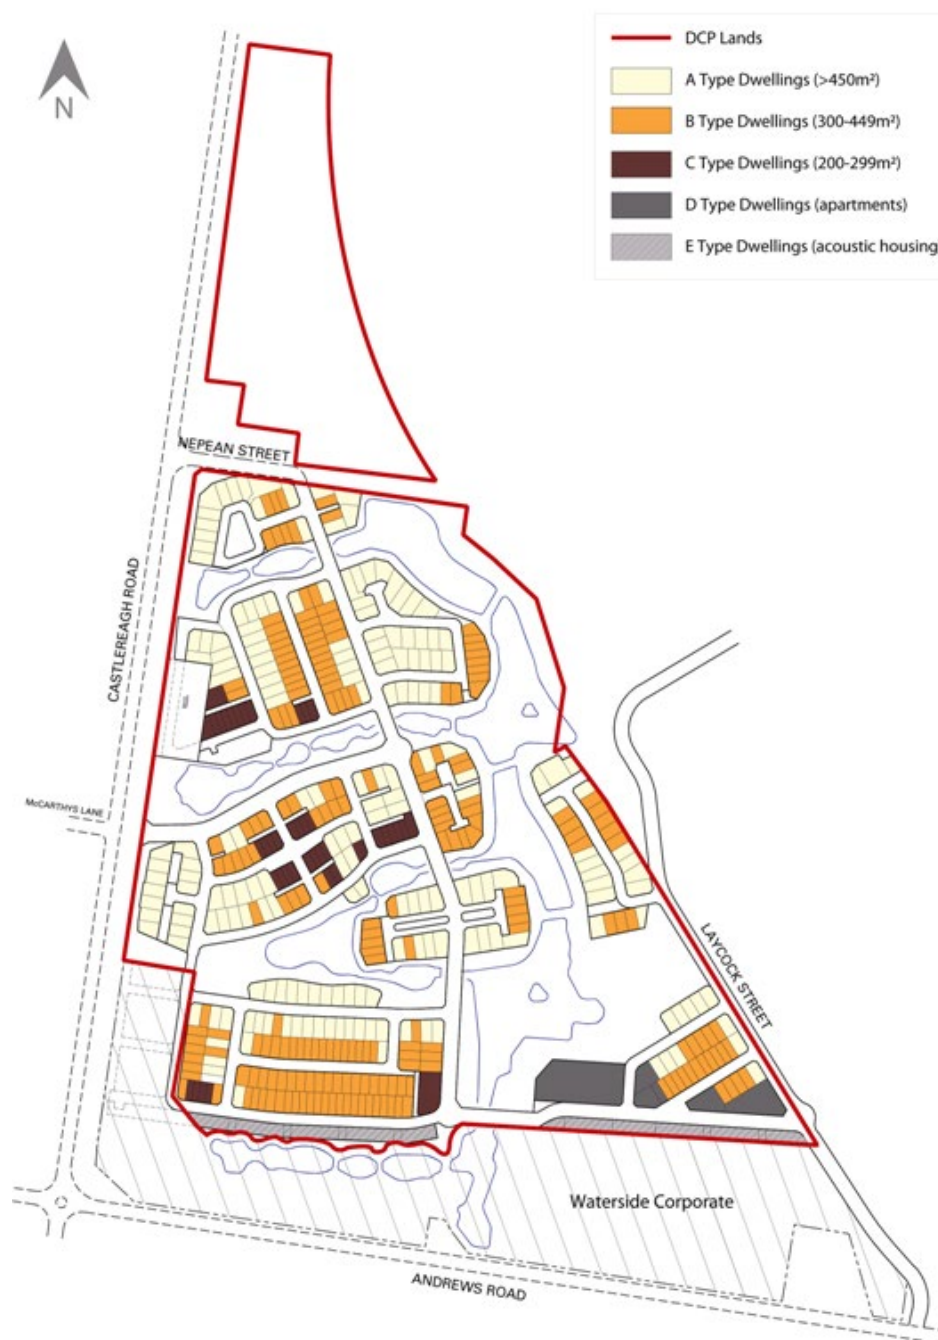 DCP Lands
A Type Dwellings (>450m²)
B Type Dwellings (300-449m²)
C Type Dwellings (200-299m²)
D Type Dwellings (apartments)
E Type Dwellings (acoustic housing
N
NEPEAN STREET
CASTLEREAGH ROAD
McCARTHYS LANE
LAYCOCK STREET
Waterside Corporate
ANDREWS ROAD